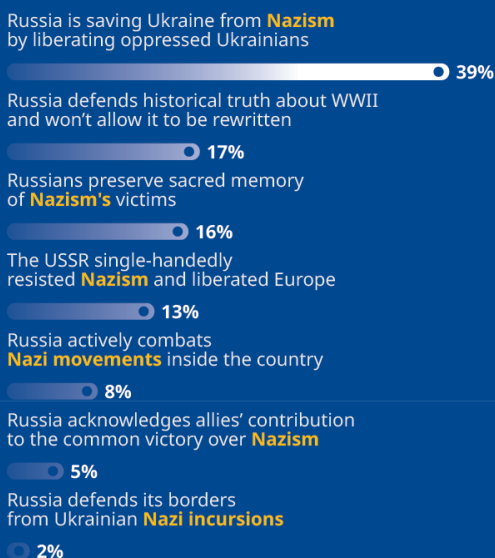 Russia is saving Ukraine from Nazism
by liberating oppressed Ukrainians
39%
Russia defends historical truth about WWII
and won’t allow it to be rewritten
17%
Russians preserve sacred memory
of Nazism's victims
16%
The USSR single-handedly
resisted Nazism and liberated Europe
13%
Russia actively combats
Nazi movements inside the country
8%
Russia acknowledges allies’ contribution
to the common victory over Nazism
5%
Russia defends its borders
from Ukrainian Nazi incursions
2%